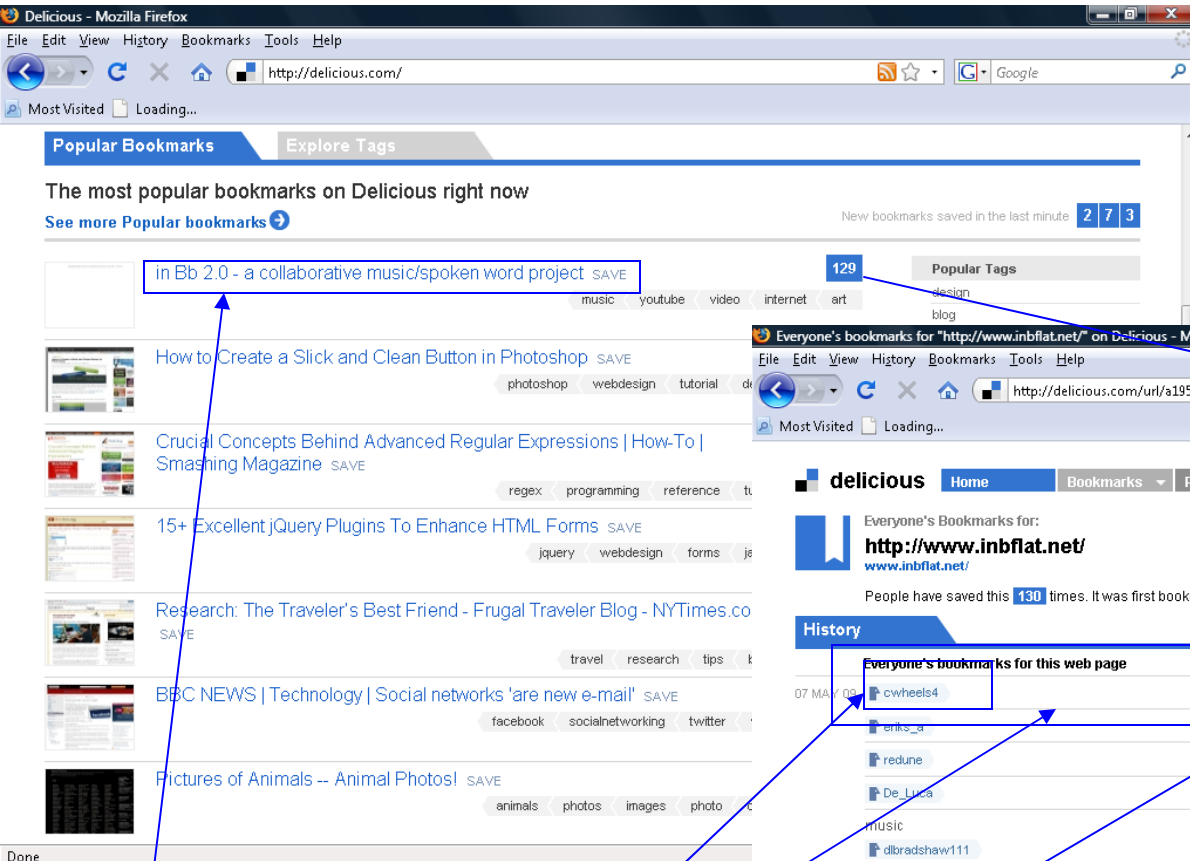 Delicious - Mozilla Firefox
File Edit View History Bookmarks Tools Help
http://delicious.com/
G Google
Most Visited Loading...
Popular Bookmarks Explore Tags
The most popular bookmarks on Delicious right now
See more Popular bookmarks
New bookmarks saved in the last minute 2 7 3
in Bb 2.0 - a collaborative music/spoken word project SAVE 129
music youtube video internet art
Popular Tags
design
blog
How to Create a Slick and Clean Button in Photoshop SAVE
photoshop webdesign tutorial de
Crucial Concepts Behind Advanced Regular Expressions | How-To |
Smashing Magazine SAVE
regex programming reference tu
15+ Excellent jQuery Plugins To Enhance HTML Forms SAVE
jquery webdesign forms ja
Research: The Traveler's Best Friend - Frugal Traveler Blog - NYTimes.co
SAVE
travel research tips
BBC NEWS | Technology | Social networks 'are new e-mail' SAVE
facebook socialnetworking twitter
Pictures of Animals -- Animal Photos! SAVE
animals photos images photo
Done
Everyone's bookmarks for "http://www.inbflat.net/" on Delicious - M
File Edit View History Bookmarks Tools Help
http://delicious.com/url/a195
Most Visited Loading...
delicious Home Bookmarks
Everyone's Bookmarks for:
http://www.inbflat.net/
www.inbflat.net/
People have saved this 130 times. It was first book
History
Everyone's bookmarks for this web page
07 MAY 09 cwheels4
eriks_a
redune
De_Luca
music
dlbradshaw111